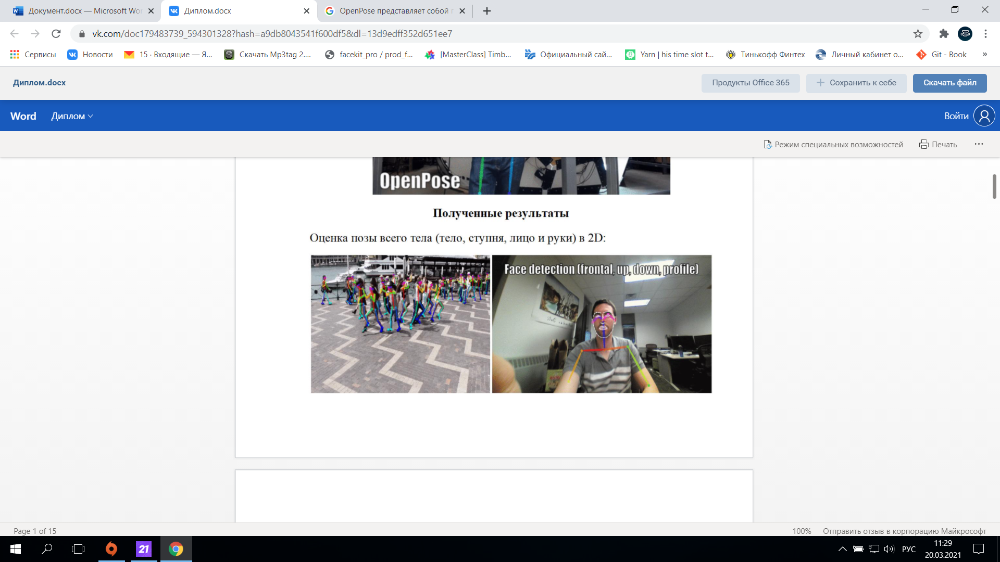 Документ.docx — Microsoft Wor
Диплом.docx
OpenPose представляет собой п
vk.com/doc179483739_594301328?hash=a9db8043541f600df5&dl=13d9edff352d651ee7
Сервисы
Новости
15 · Входящие — Я...
Скачать Mp3tag 2....
facekit_pro / prod_f...
[MasterClass] Timb...
Официальный сай...
Yarn | his time slot t...
Тинькофф Финтех
Личный кабинет о...
Git - Book
»
Диплом.docx
Продукты Office 365
Сохранить к себе
Скачать файл
Word
Диплом
Войти
Режим специальных возможностей
Печать
OpenPose
Полученные результаты
Оценка позы всего тела (тело, ступня, лицо и руки) в 2D:
Face detection (frontal, up, down, profile)
Page 1 of 15
100%
Отправить отзыв в корпорацию Майкрософт
21
РУС
11:29
20.03.2021